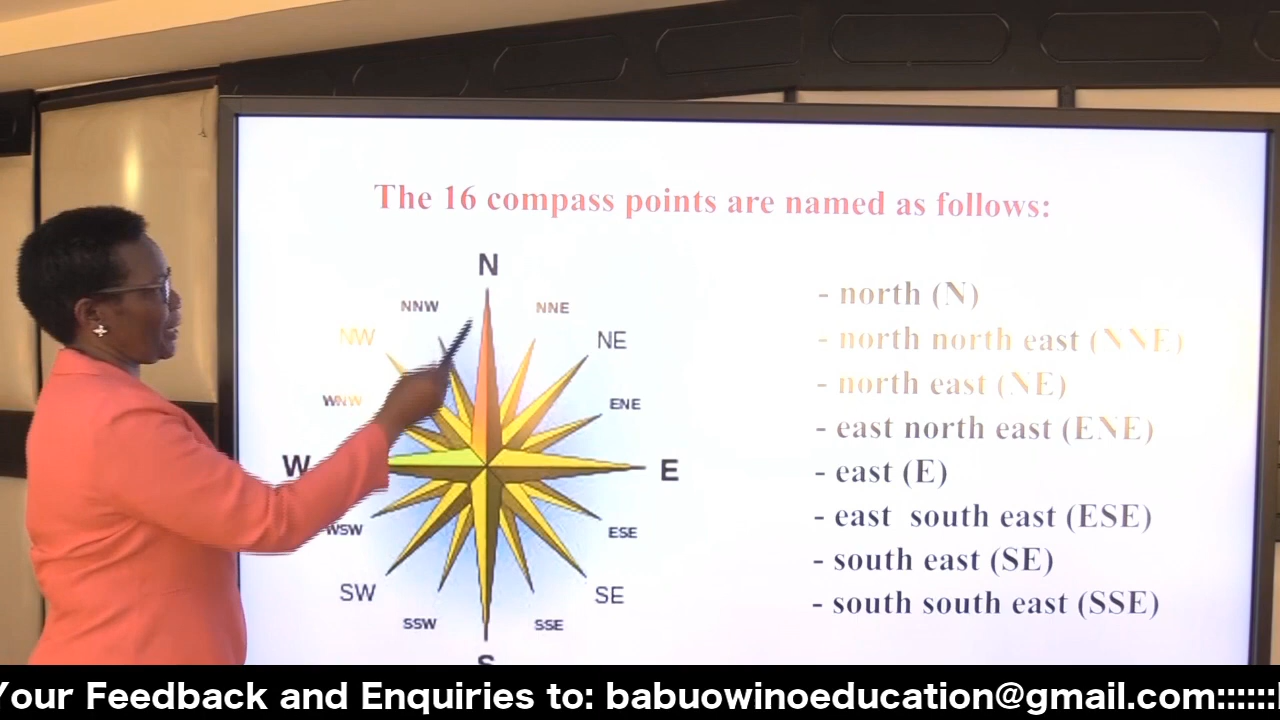 The 16 compass points are named as follows:
N
NNW
NNE
NW
NE
WNW
ENE
W
E
WSW
ESE
SW
SE
SSW
SSE
S
- north (N)
- north north east (NNE)
- north east (NE)
- east north east (ENE)
- east (E)
- east south east (ESE)
- south east (SE)
- south south east (SSE)
Your Feedback and Enquiries to: babuowinoeducation@gmail.com::::::